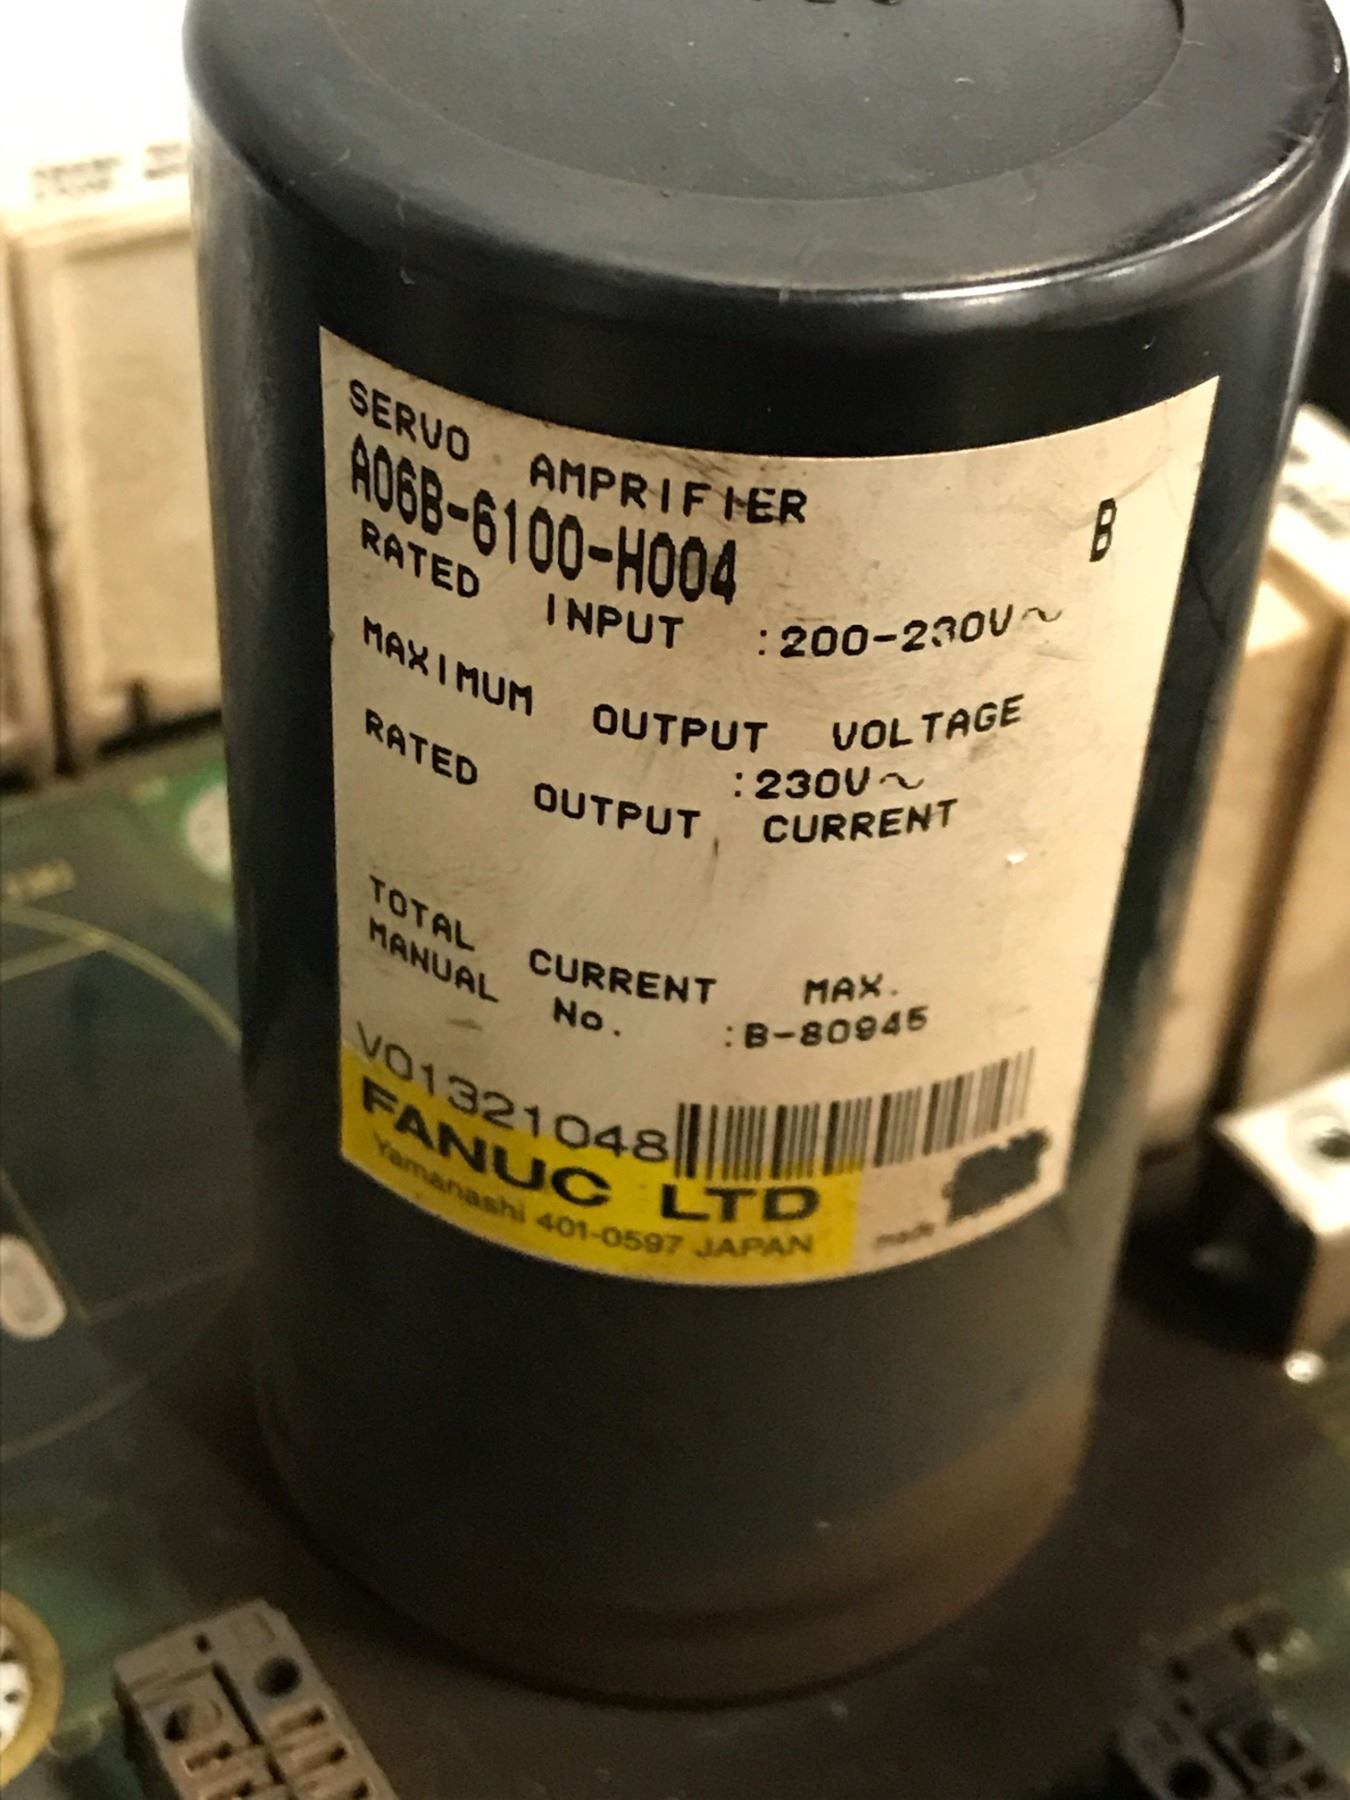 SERVO AMPRIFIER
A06B-6100-H004 B
RATED INPUT :200-230V~
MAXIMUM OUTPUT VOLTAGE
:230V~
RATED OUTPUT CURRENT
TOTAL CURRENT MAX.
MANUAL No. :B-80945
V01321048
FANUC LTD
Yamanashi 401-0597 JAPAN
made